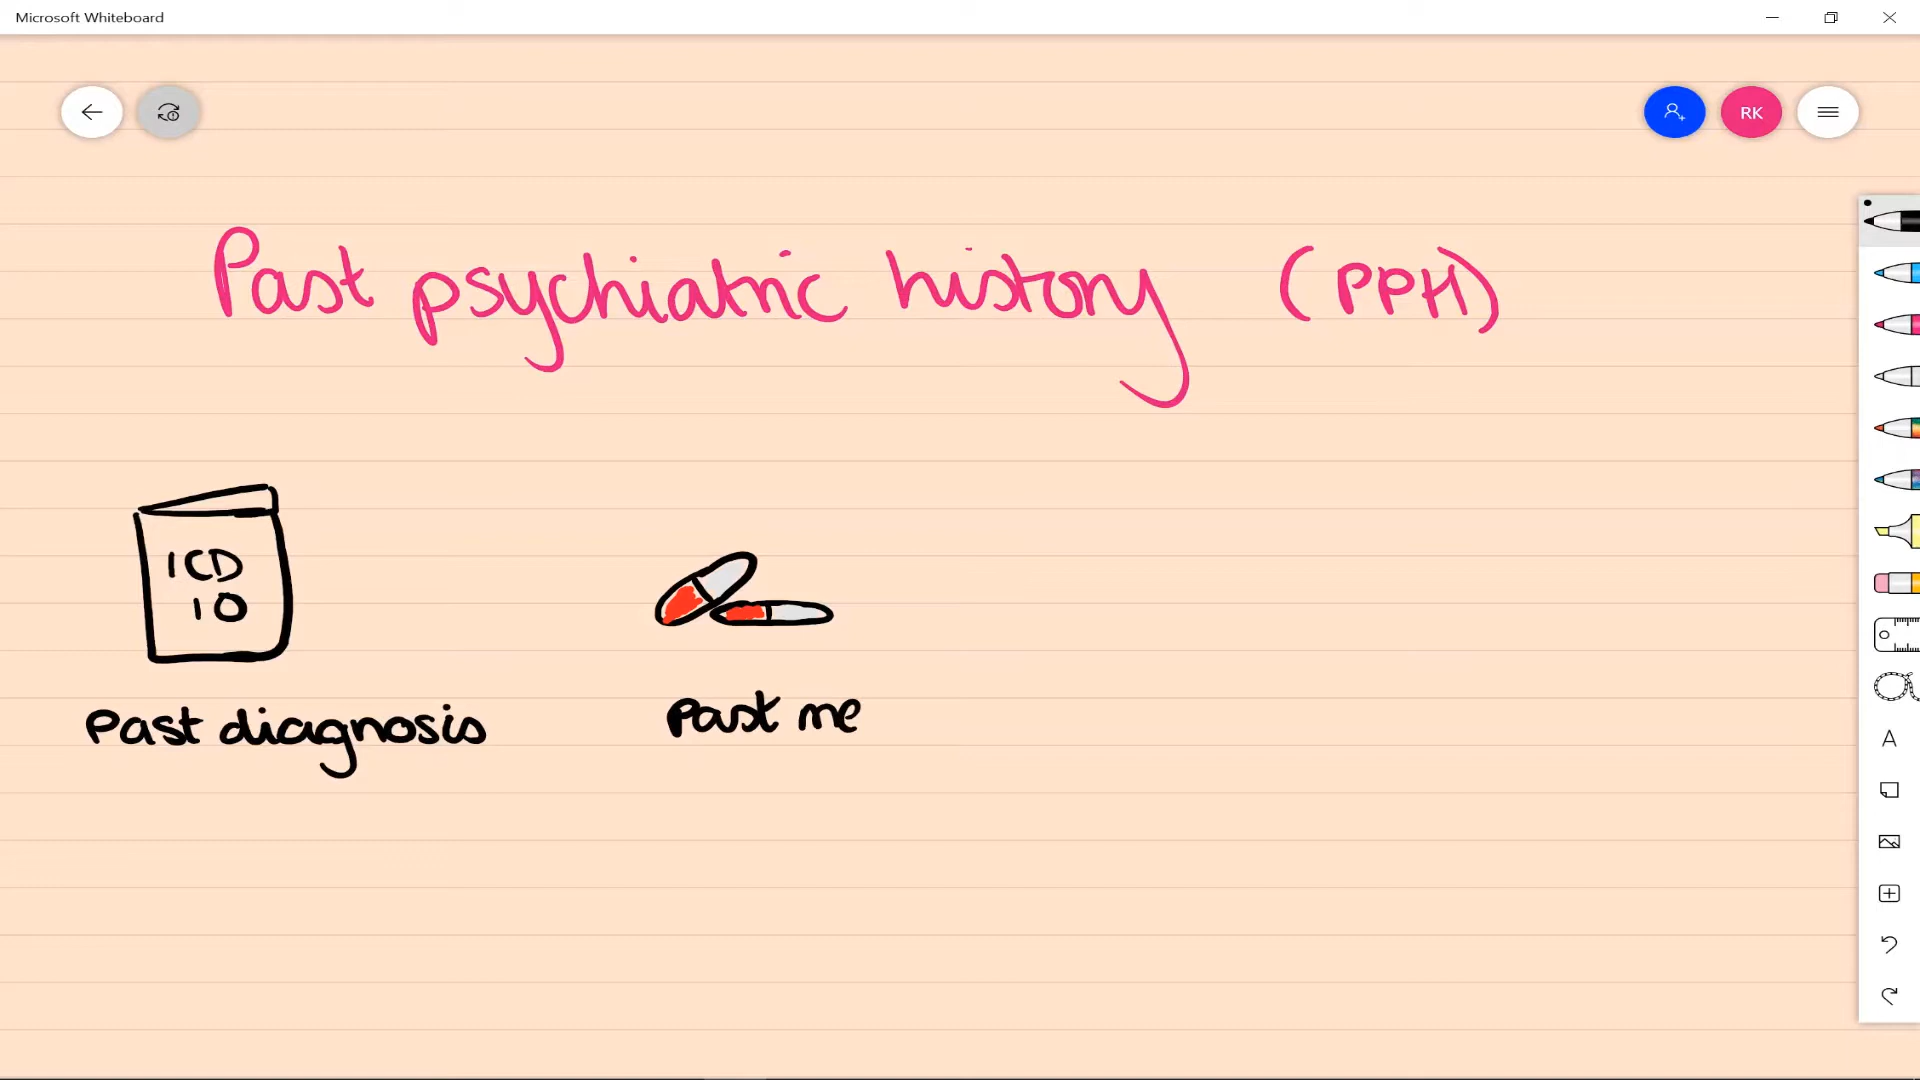 Microsoft Whiteboard
RK
Past psychiatric history (PPH)
ICD
10
Past diagnosis
Past me
A